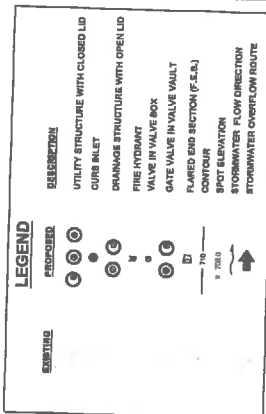 LEGEND
EXISTING PROPOSED DESCRIPTION
UTILITY STRUCTURE WITH CLOSED LID
CURB INLET
DRAINAGE STRUCTURE WITH OPEN LID
FIRE HYDRANT
VALVE IN VALVE BOX
GATE VALVE IN VALVE VAULT
FLARED END SECTION (F.E.S.)
710 CONTOUR
SPOT ELEVATION
STORMWATER FLOW DIRECTION
STORMWATER OVERFLOW ROUTE